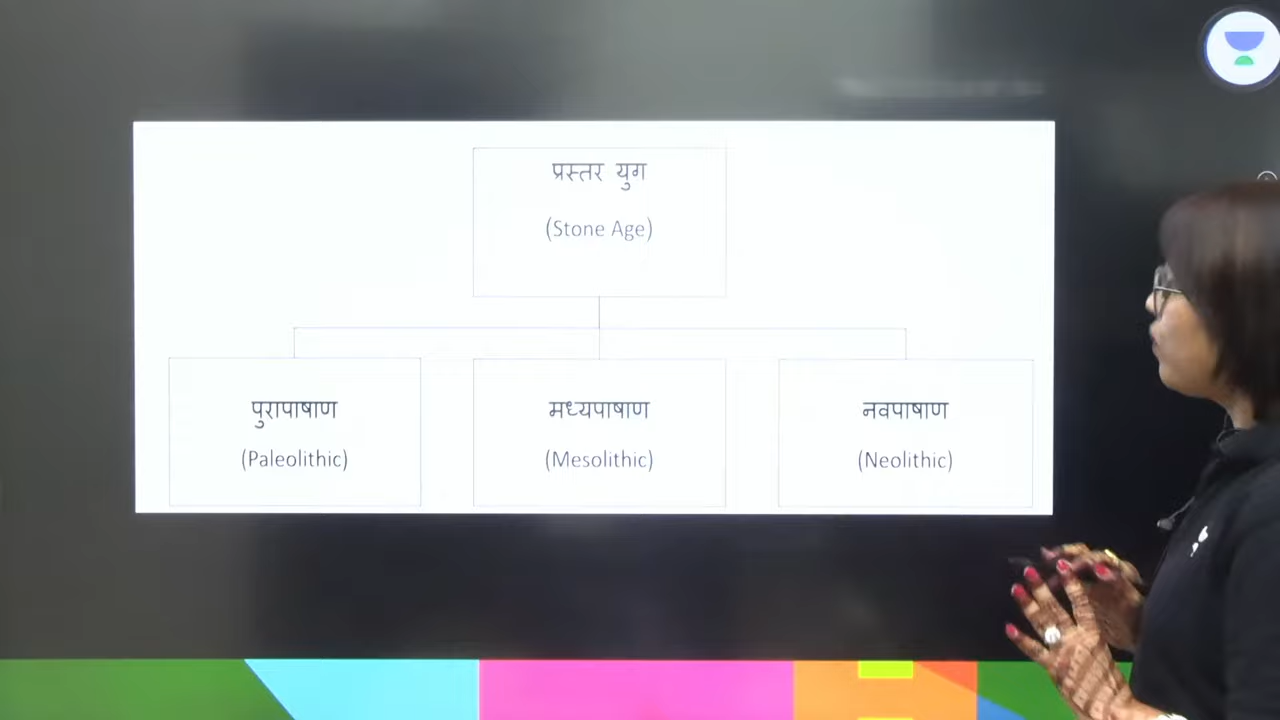 प्रस्तर युग
(Stone Age)
पुरापाषाण
(Paleolithic)
मध्यपाषाण
(Mesolithic)
नवपाषाण
(Neolithic)